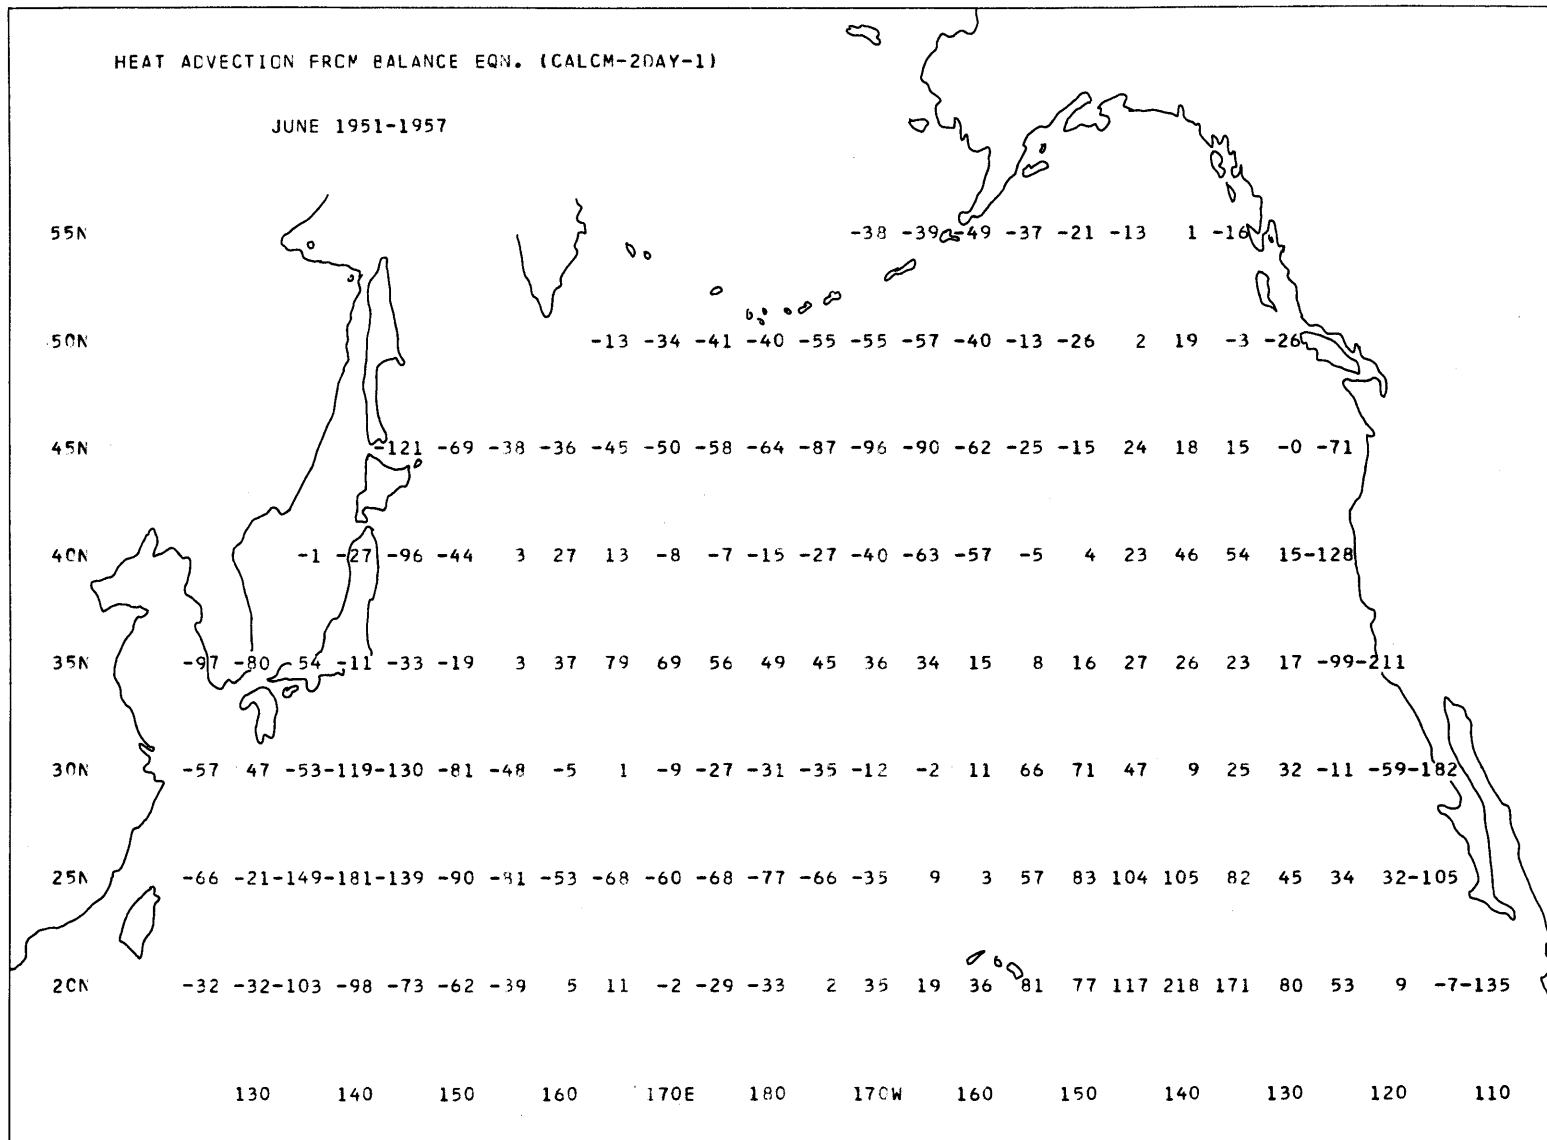 HEAT ADVECTION FROM BALANCE EQN. (CALCM-2DAY-1)
JUNE 1951-1957
55N -38 -39 -49 -37 -21 -13 1 -16
50N -13 -34 -41 -40 -55 -55 -57 -40 -13 -26 2 19 -3 -26
45N -121 -69 -38 -36 -45 -50 -58 -64 -87 -96 -90 -62 -25 -15 24 18 15 -0 -71
40N -1 -27 -96 -44 3 27 13 -8 -7 -15 -27 -40 -63 -57 -5 4 23 46 54 15-128
35N -97 -80 54 -11 -33 -19 3 37 79 69 56 49 45 36 34 15 8 16 27 26 23 17 -99-211
30N -57 47 -53-119-130 -81 -48 -5 1 -9 -27 -31 -35 -12 -2 11 66 71 47 9 25 32 -11 -59-182
25N -66 -21-149-181-139 -90 -81 -53 -68 -60 -68 -77 -66 -35 9 3 57 83 104 105 82 45 34 32-105
20N -32 -32-103 -98 -73 -62 -39 5 11 -2 -29 -33 2 35 19 36 81 77 117 218 171 80 53 9 -7-135
130 140 150 160 170E 180 170W 160 150 140 130 120 110